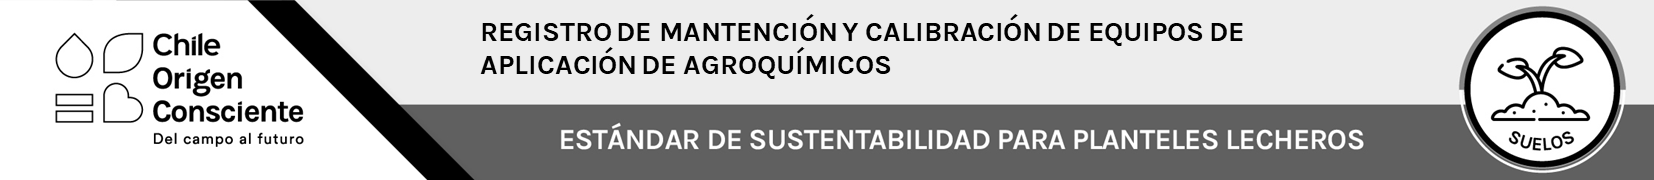 Chile
Origen
Consciente
Del campo al futuro
REGISTRO DE MANTENCIÓN Y CALIBRACIÓN DE EQUIPOS DE
APLICACIÓN DE AGROQUÍMICOS
ESTÁNDAR DE SUSTENTABILIDAD PARA PLANTELES LECHEROS
SUELOS